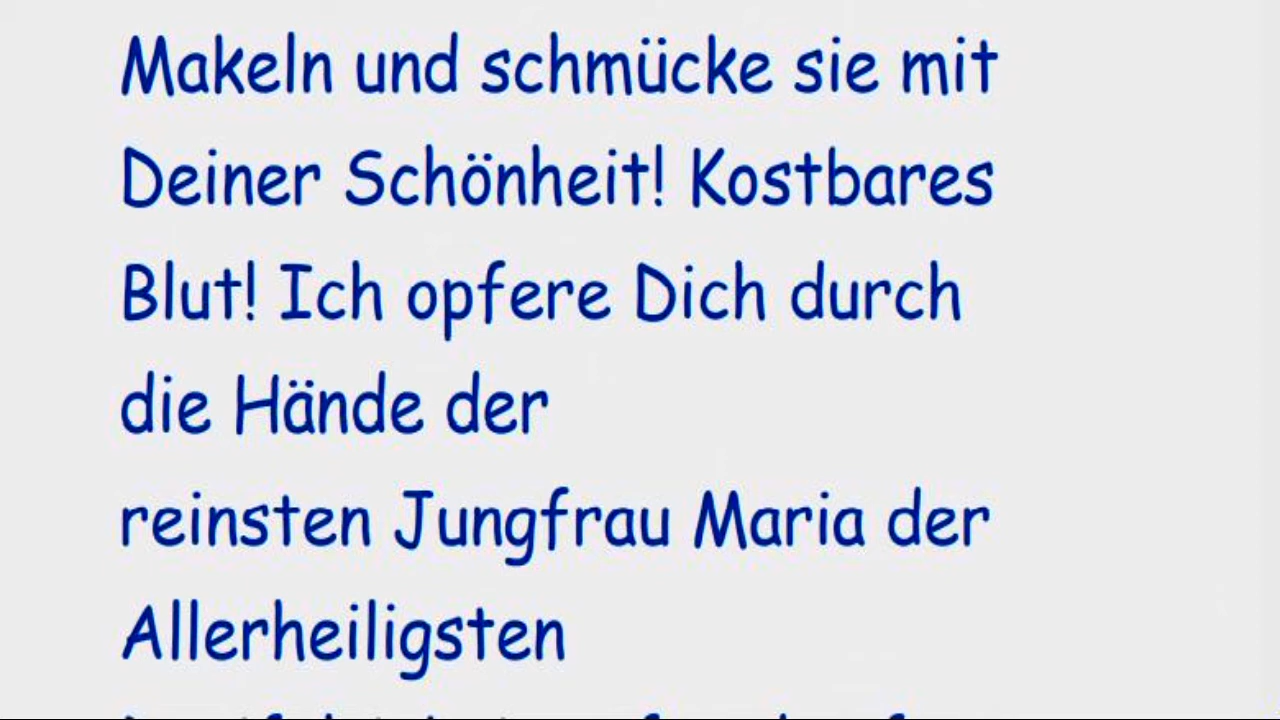 Makeln und schmücke sie mit
Deiner Schönheit! Kostbares
Blut! Ich opfere Dich durch
die Hände der
reinsten Jungfrau Maria der
Allerheiligsten